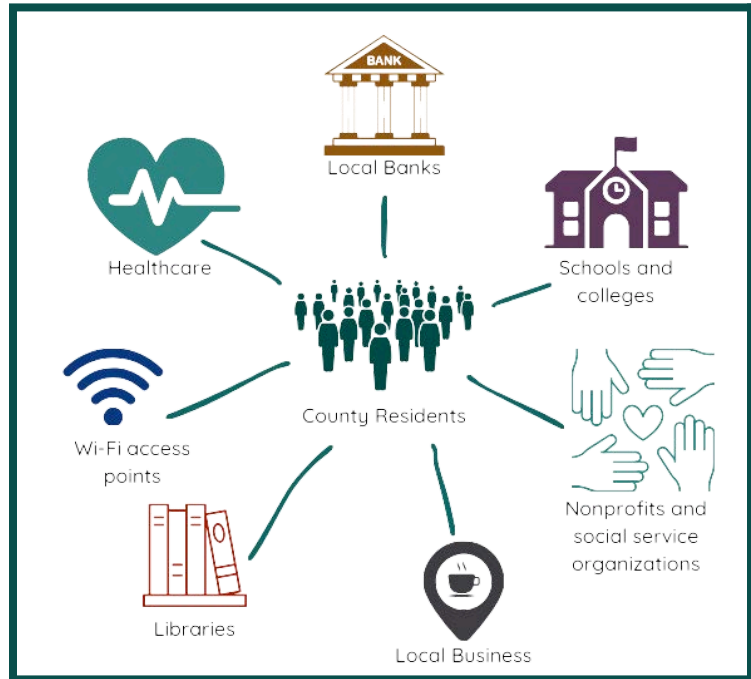 BANK
Local Banks
Healthcare
Schools and
colleges
County Residents
Wi-Fi access
points
Nonprofits and
social service
organizations
Libraries
Local Business